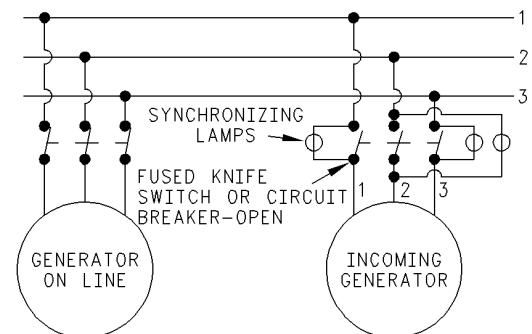 1
2
3
SYNCHRONIZING
LAMPS
FUSED KNIFE
SWITCH OR CIRCUIT
BREAKER-OPEN
1 2 3
GENERATOR
ON LINE
INCOMING
GENERATOR